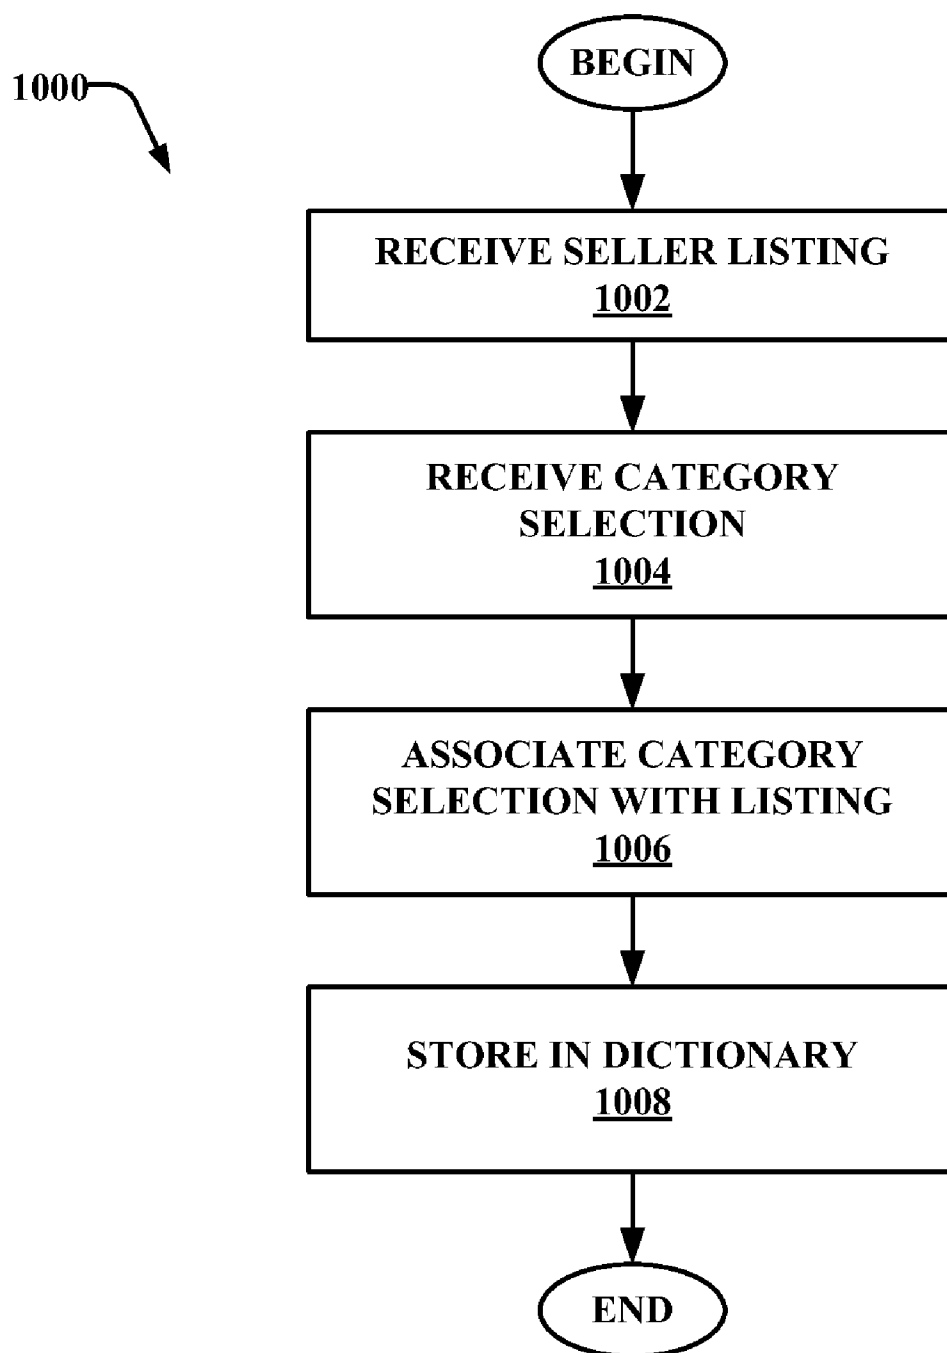 BEGIN
1000
RECEIVE SELLER LISTING
1002
RECEIVE CATEGORY
SELECTION
1004
ASSOCIATE CATEGORY
SELECTION WITH LISTING
1006
STORE IN DICTIONARY
1008
END